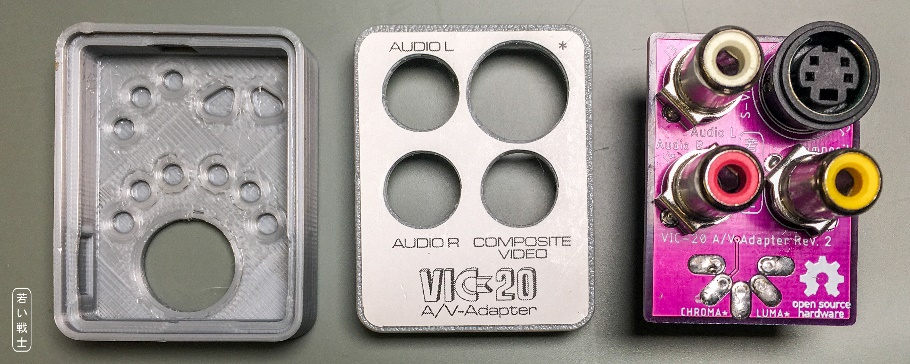 AUDIO L
*
AUDIO R
COMPOSITE
VIDEO
VIC-20
A/V-Adapter
Audio L
Audio R
VIC-20 A/V Adapter Rev. 2
CHROMA★
LUMA★
open source
hardware
若い戦士